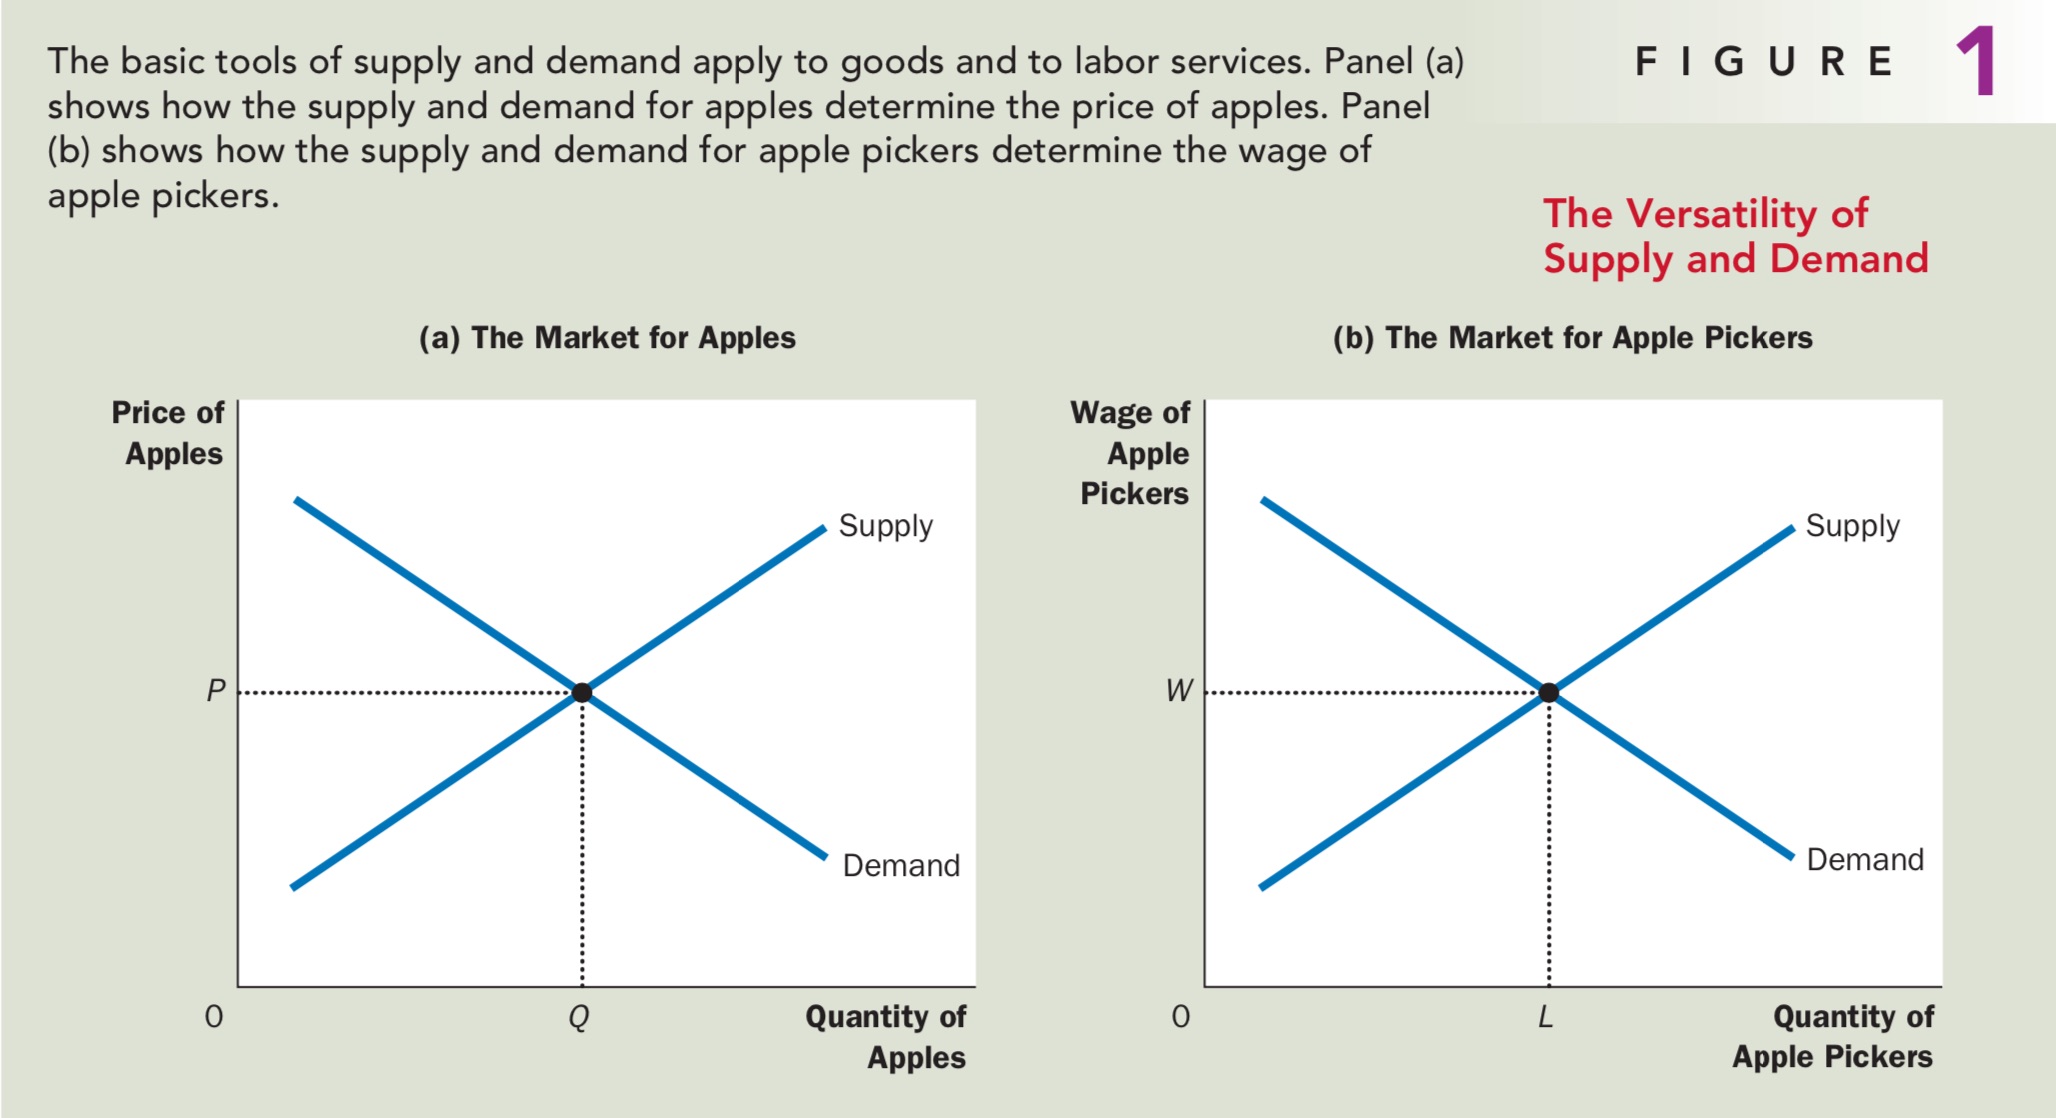 The basic tools of supply and demand apply to goods and to labor services. Panel (a)
shows how the supply and demand for apples determine the price of apples. Panel
(b) shows how the supply and demand for apple pickers determine the wage of
apple pickers.
FIGURE 1
The Versatility of
Supply and Demand
(a) The Market for Apples
Price of
Apples
Supply
P
Demand
0
Q
Quantity of
Apples
(b) The Market for Apple Pickers
Wage of
Apple
Pickers
Supply
W
Demand
0
L
Quantity of
Apple Pickers